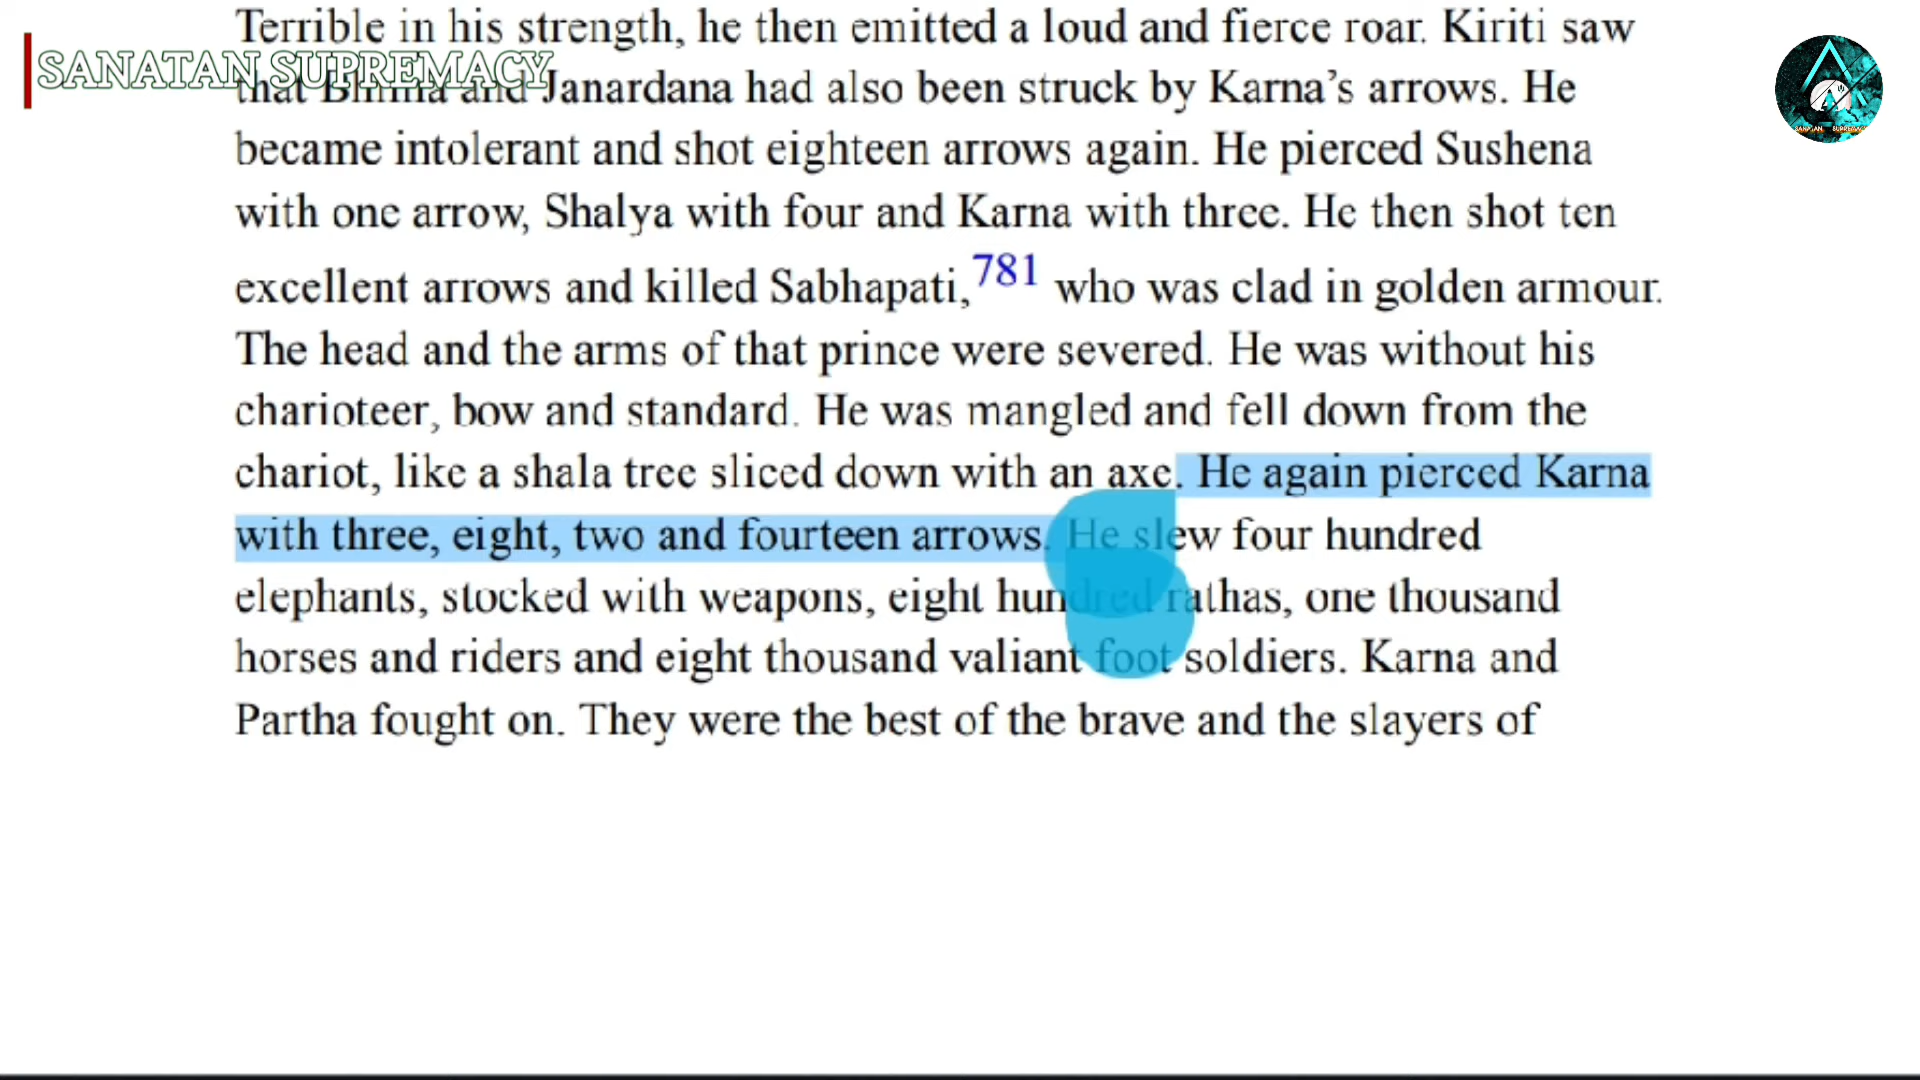 Terrible in his strength, he then emitted a loud and fierce roar. Kiriti saw
SANATAN SUPREMACY
that Bhima and Janardana had also been struck by Karna's arrows. He
became intolerant and shot eighteen arrows again. He pierced Sushena
with one arrow, Shalya with four and Karna with three. He then shot ten
excellent arrows and killed Sabhapati,781 who was clad in golden armour.
The head and the arms of that prince were severed. He was without his
charioteer, bow and standard. He was mangled and fell down from the
chariot, like a shala tree sliced down with an axe. He again pierced Karna
with three, eight, two and fourteen arrows. He slew four hundred
elephants, stocked with weapons, eight hundred rathas, one thousand
horses and riders and eight thousand valiant foot soldiers. Karna and
Partha fought on. They were the best of the brave and the slayers of